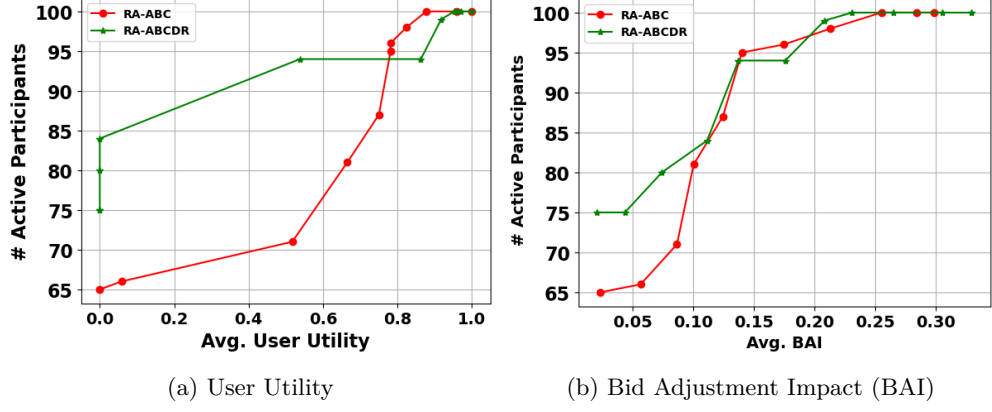 100
95
90
85
80
75
70
65
# Active Participants
RA-ABC
RA-ABCDR
0.0 0.2 0.4 0.6 0.8 1.0
Avg. User Utility
(a) User Utility
100
95
90
85
80
75
70
65
# Active Participants
RA-ABC
RA-ABCDR
0.05 0.10 0.15 0.20 0.25 0.30
Avg. BAI
(b) Bid Adjustment Impact (BAI)